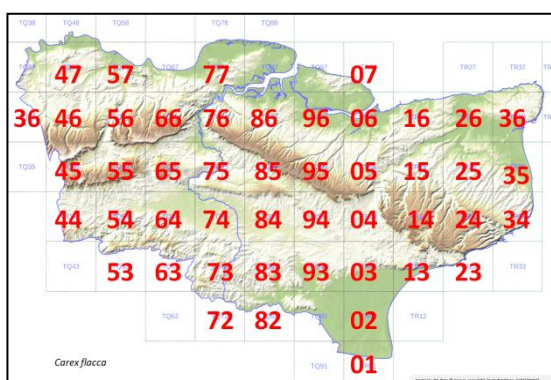 TQ38 TQ48 TQ58 TQ78 TQ88
47 57 77 07 TR27 TR37
36 46 56 66 76 86 96 06 16 26 36
TQ35 45 55 65 75 85 95 05 15 25 35
44 54 64 74 84 94 04 14 24 34
TQ43 53 63 73 83 93 03 13 23 TR33
TQ62 72 82 02 TR12
Carex flacca TQ91 01